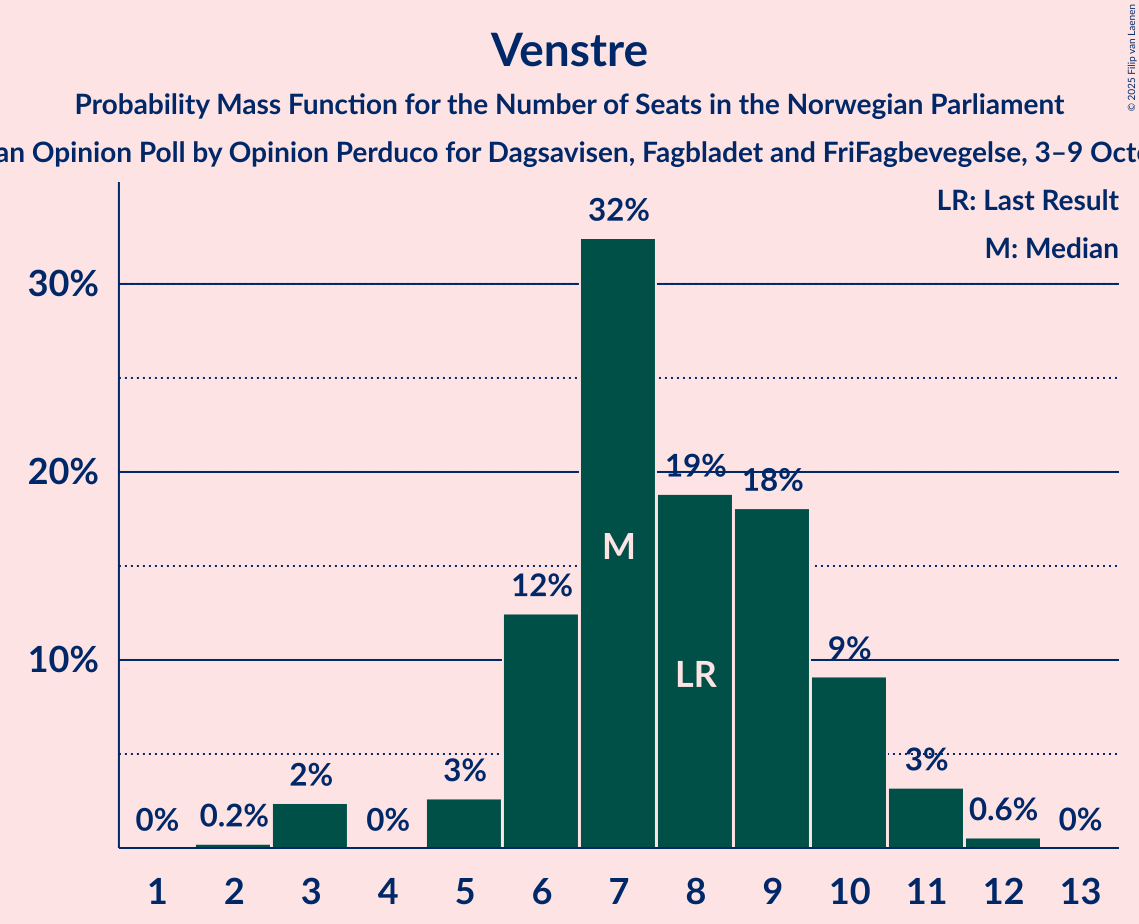 © 2025 Filip van Laenen
Venstre
Probability Mass Function for the Number of Seats in the Norwegian Parliament
an Opinion Poll by Opinion Perduco for Dagsavisen, Fagbladet and FriFagbevegelse, 3–9
LR: Last Result
M: Median
32%
30%
20%
19%
18%
M
12%
10%
9%
LR
3%
3%
2%
0%
0.2%
0%
0.6%
0%
1 2 3 4 5 6 7 8 9 10 11 12 13